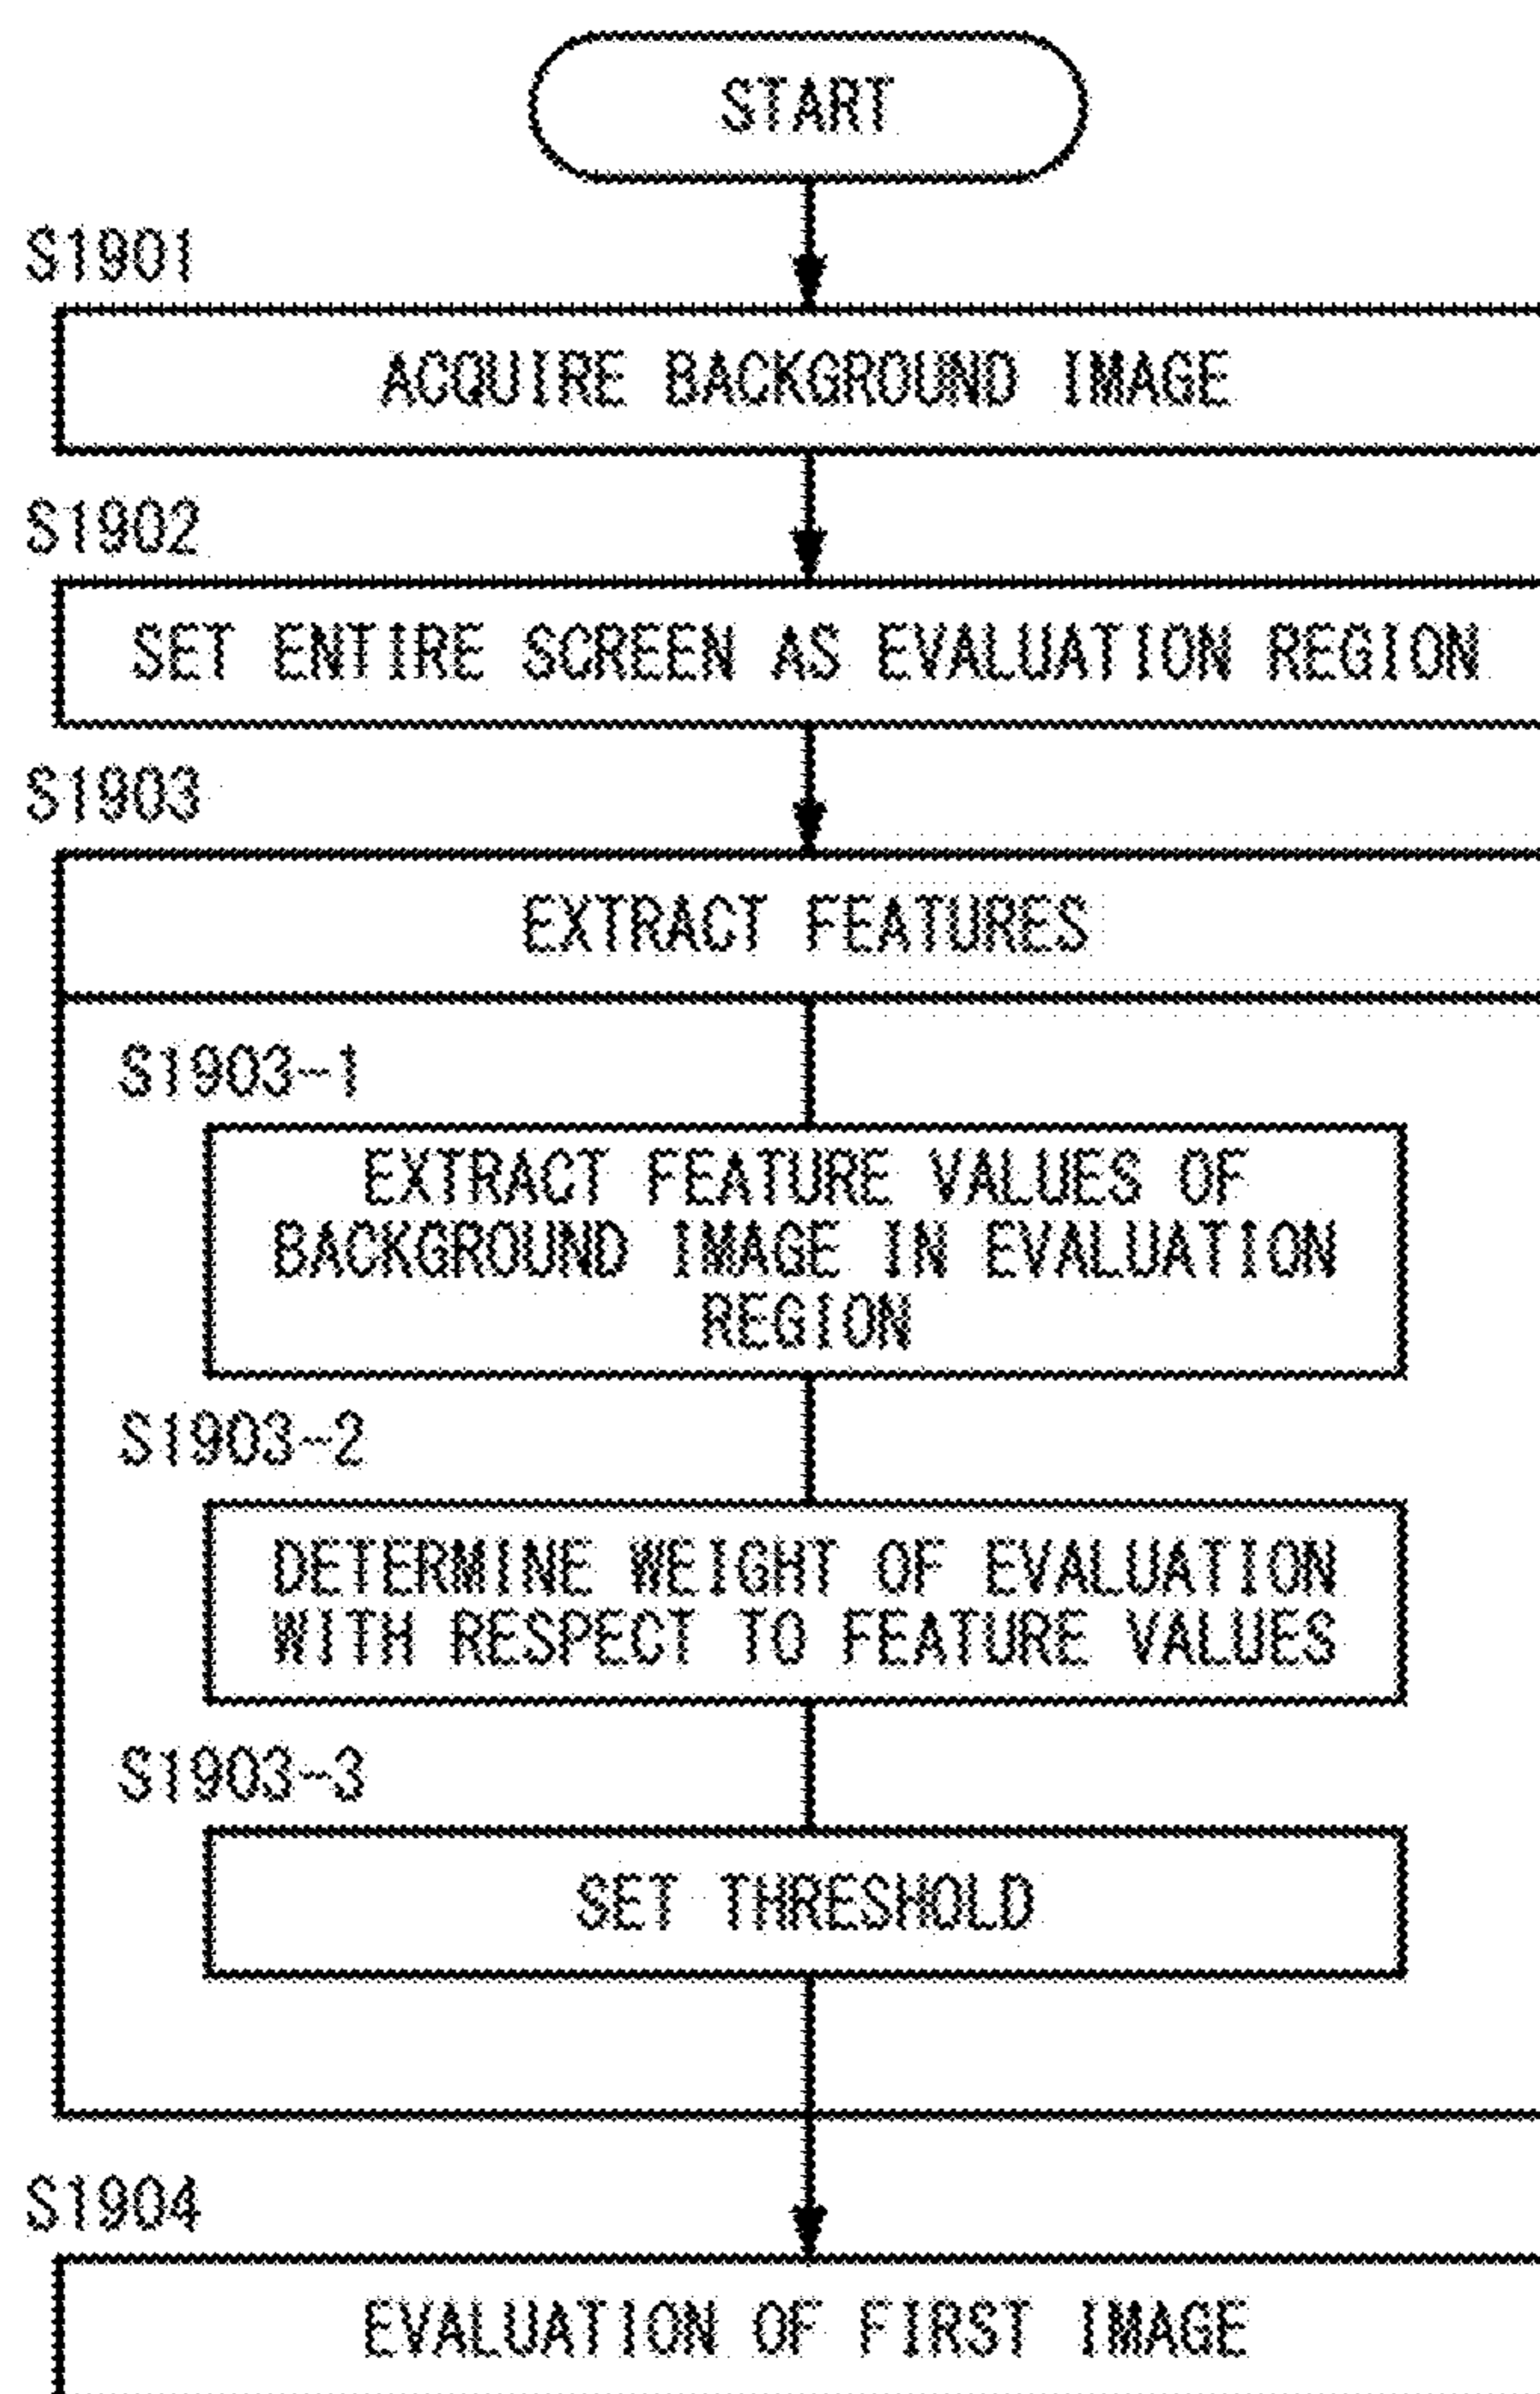 START
S1901
ACQUIRE BACKGROUND IMAGE
S1902
SET ENTIRE SCREEN AS EVALUATION REGION
S1903
EXTRACT FEATURES
S1903-1
EXTRACT FEATURE VALUES OF
BACKGROUND IMAGE IN EVALUATION
REGION
S1903-2
DETERMINE WEIGHT OF EVALUATION
WITH RESPECT TO FEATURE VALUES
S1903-3
SET THRESHOLD
S1904
EVALUATION OF FIRST IMAGE